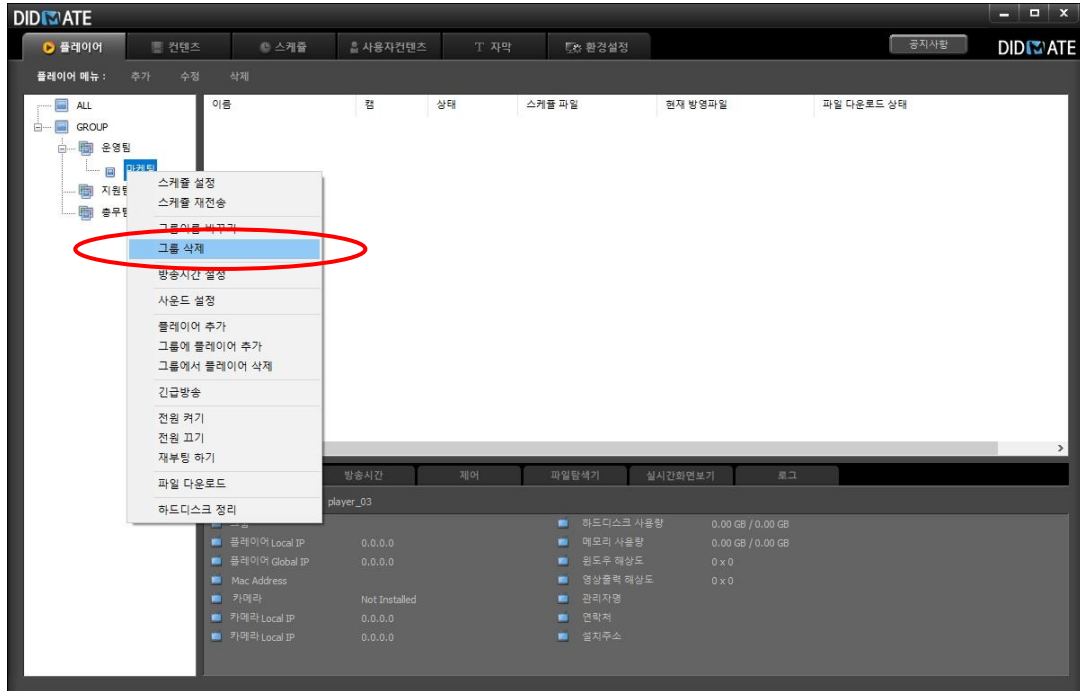 DIDMATE
플레이어 컨텐츠 스케쥴 사용자컨텐츠 T 자막 환경설정 공지사항 DIDMATE
플레이어 메뉴 : 추가 수정 삭제
ALL
GROUP
운영팀
마케팅
지원
총무
이름 캡 상태 스케쥴 파일 현재 방영파일 파일 다운로드 상태
스케쥴 설정
스케쥴 재전송
그룹이름 바꾸기
그룹 삭제
방송시간 설정
사운드 설정
플레이어 추가
그룹에 플레이어 추가
그룹에서 플레이어 삭제
긴급방송
전원 켜기
전원 끄기
재부팅 하기
파일 다운로드
하드디스크 정리
방송시간 제어 파일탐색기 실시간화면보기 로그
player_03
하드디스크 사용량 0.00 GB / 0.00 GB
플레이어 Local IP 0.0.0.0 메모리 사용량 0.00 GB / 0.00 GB
플레이어 Global IP 0.0.0.0 윈도우 해상도 0 x 0
Mac Address 영상출력 해상도 0 x 0
카메라 Not Installed 관리자명
카메라 Local IP 0.0.0.0 연락처
카메라 Local IP 0.0.0.0 설치주소